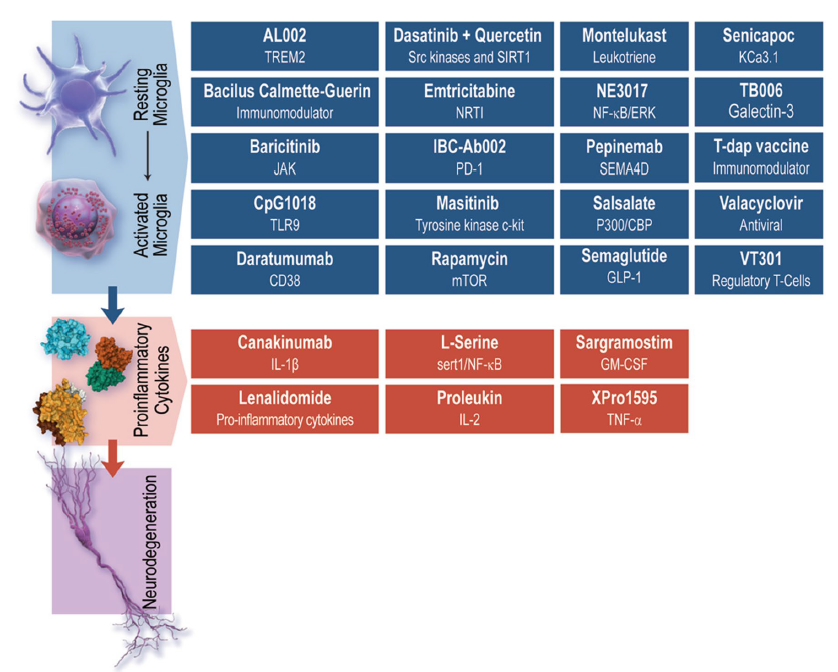 Resting
Microglia
Activated
Microglia
AL002
TREM2
Dasatinib + Quercetin
Src kinases and SIRT1
Montelukast
Leukotriene
Senicapoc
KCa3.1
Bacilus Calmette-Guerin
Immunomodulator
Emtricitabine
NRTI
NE3017
NF-κB/ERK
TB006
Galectin-3
Baricitinib
JAK
IBC-Ab002
PD-1
Pepinemab
SEMA4D
T-dap vaccine
Immunomodulator
CpG1018
TLR9
Masitinib
Tyrosine kinase c-kit
Salsalate
P300/CBP
Valacyclovir
Antiviral
Daratumumab
CD38
Rapamycin
mTOR
Semaglutide
GLP-1
VT301
Regulatory T-Cells
Proinflammatory
Cytokines
Canakinumab
IL-1β
L-Serine
sert1/NF-κB
Sargramostim
GM-CSF
Lenalidomide
Pro-inflammatory cytokines
Proleukin
IL-2
XPro1595
TNF-α
Neurodegeneration